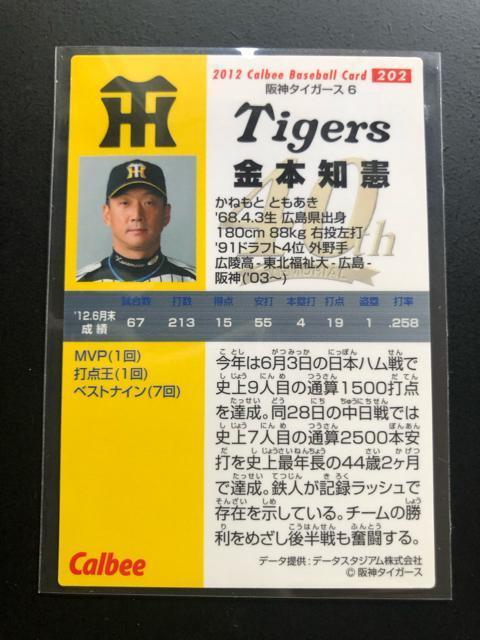 2012 Calbee Baseball Card 202
阪神タイガース 6
Tigers
金本知憲
かねもと ともあき
'68.4.3生 広島県出身
180cm 88kg 右投左打
'91ドラフト4位 外野手
広陵高 - 東北福祉大 - 広島 -
阪神('03~)
40th
MEMORIAL
試合数 打数 得点 安打 本塁打 打点 盗塁 打率
'12.6月末成績 67 213 15 55 4 19 1 .258
MVP(1回)
打点王(1回)
ベストナイン(7回)
今年は6月3日の日本ハム戦で
史上9人目の通算1500打点
を達成。同28日の中日戦では
史上7人目の通算2500本安
打を史上最年長の44歳2ヶ月
で達成。鉄人が記録ラッシュで
存在を示している。チームの勝
利をめざし後半戦も奮闘する。
Calbee
データ提供:データスタジアム株式会社
© 阪神タイガース